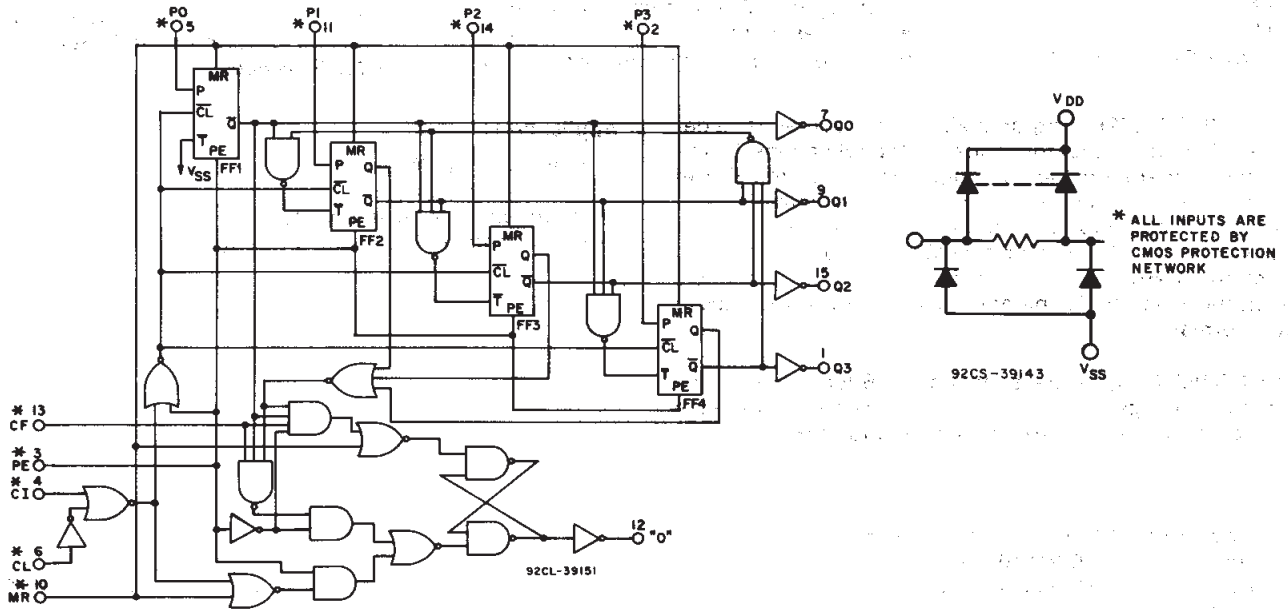 P0
* 5
P1
* 11
P2
* 14
P3
* 2
MR
P
CL
Q
T
PE
FF1
VSS
MR
P
Q
CL
Q
T
PE
FF2
MR
P
Q
CL
Q
T
PE
FF3
MR
P
Q
CL
Q
T
PE
FF4
7
Q0
9
Q1
15
Q2
1
Q3
* 13
CF
* 3
PE
* 4
CI
* 6
CL
* 10
MR
12 "0"
92CL-39151
VDD
* ALL INPUTS ARE
PROTECTED BY
CMOS PROTECTION
NETWORK
VSS
92CS-39143